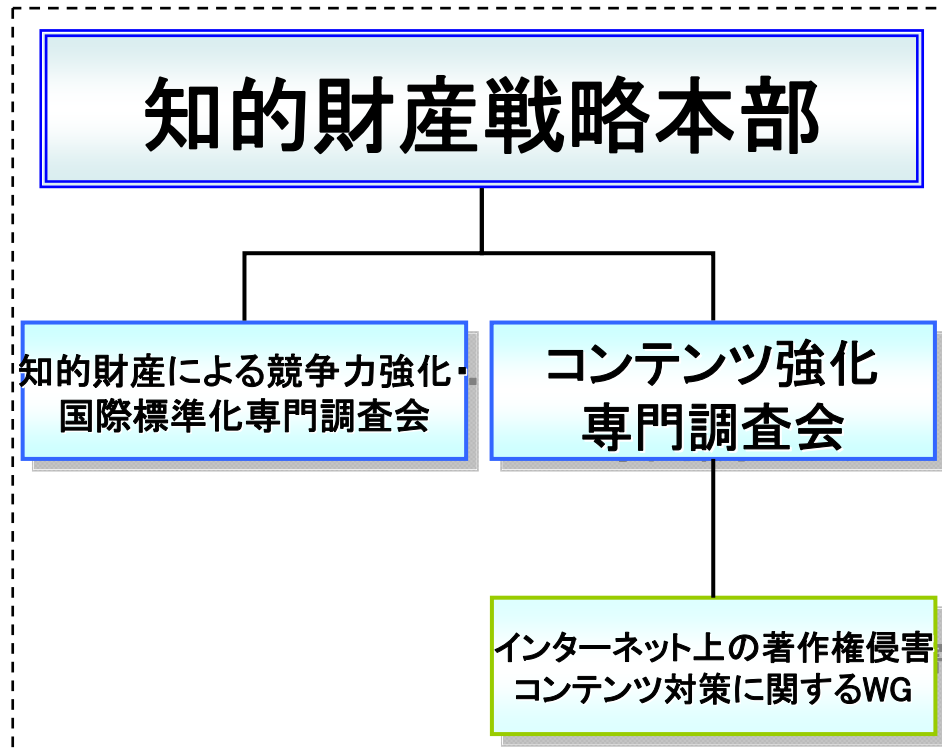 知的財産戦略本部
知的財産による競争力強化・
国際標準化専門調査会
コンテンツ強化
専門調査会
インターネット上の著作権侵害
コンテンツ対策に関するWG